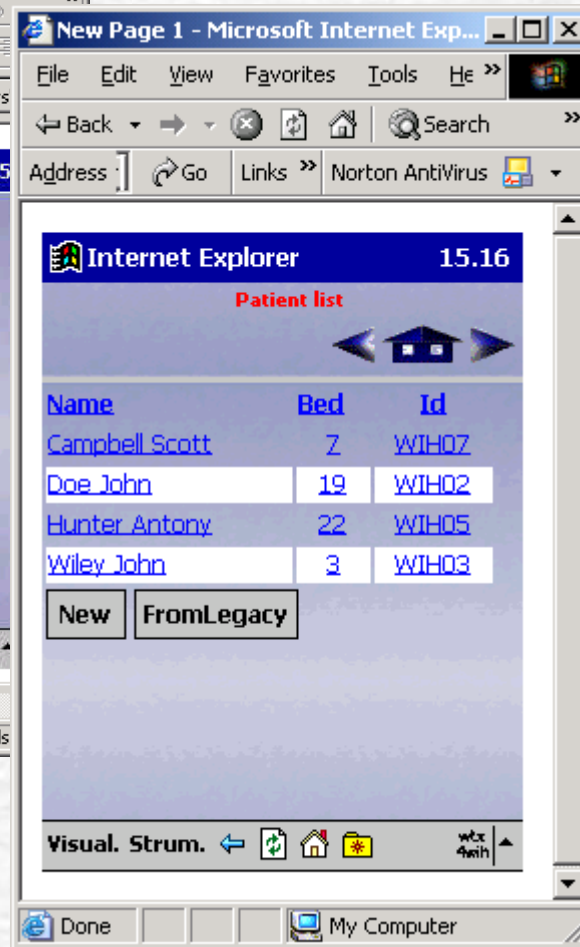 New Page 1 - Microsoft Internet Exp...
File Edit View Favorites Tools He »
Back Search »
Address Go Links » Norton AntiVirus
Internet Explorer 15.16
Patient list
Name Bed Id
Campbell Scott 7 WIH07
Doe John 19 WIH02
Hunter Antony 22 WIH05
Wiley John 3 WIH03
New FromLegacy
Visual. Strum. wtx
4wih
Done My Computer